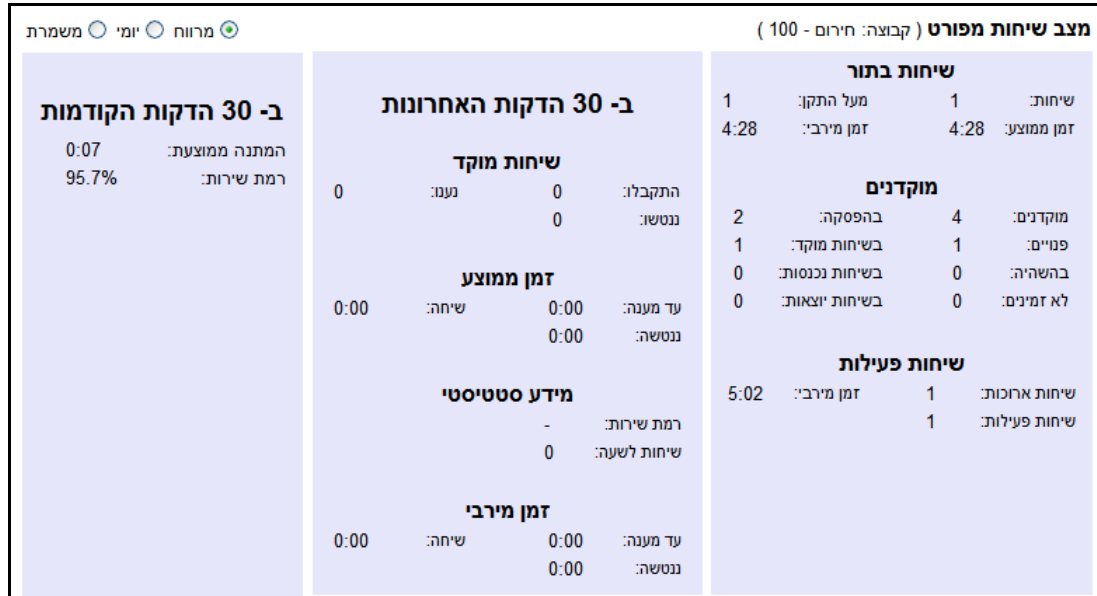 מצב שיחות מפורט ( קבוצה: חירום - 100 )
מרווח יומי משמרת
שיחות בתור
שיחות: 1 מעל התקן: 1
זמן ממוצע: 4:28 זמן מירבי: 4:28
מוקדנים
מוקדנים: 4 בהפסקה: 2
פנויים: 1 בשיחות מוקד: 1
בהשהיה: 0 בשיחות נכנסות: 0
לא זמינים: 0 בשיחות יוצאות: 0
שיחות פעילות
שיחות ארוכות: 1 זמן מירבי: 5:02
שיחות פעילות: 1
ב- 30 הדקות האחרונות
שיחות מוקד
התקבלו: 0 נענו: 0
ננטשו: 0
זמן ממוצע
עד מענה: 0:00 שיחה: 0:00
ננטשה: 0:00
מידע סטטיסטי
רמת שירות: -
שיחות לשעה: 0
זמן מירבי
עד מענה: 0:00 שיחה: 0:00
ננטשה: 0:00
ב- 30 הדקות הקודמות
המתנה ממוצעת: 0:07
רמת שירות: 95.7%